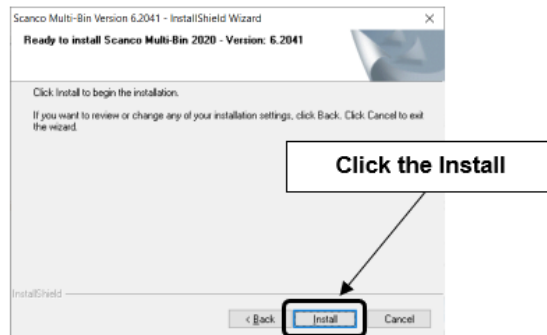 Scanco Multi-Bin Version 6.2041 - InstallShield Wizard
Ready to install Scanco Multi-Bin 2020 - Version: 6.2041
Click Install to begin the installation.
If you want to review or change any of your installation settings, click Back. Click Cancel to exit
the wizard.
Click the Install
InstallShield
< Back Install Cancel